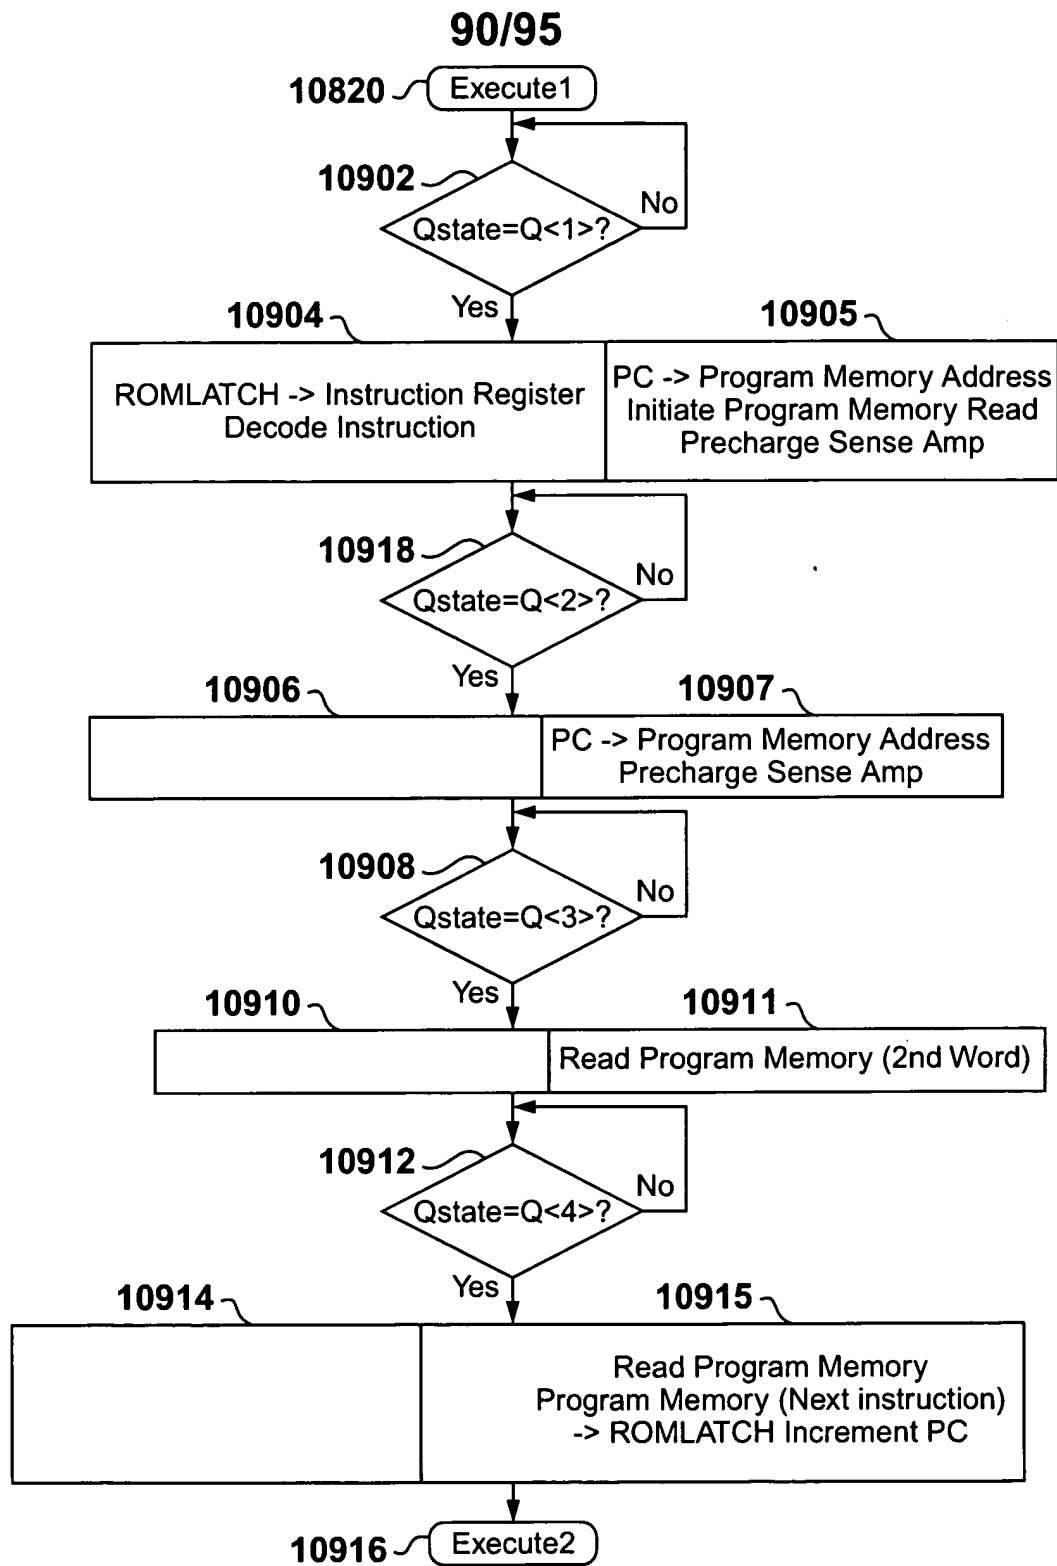 90/95
10820
Execute1
10902
Qstate=Q<1>?
No
Yes
10904
10905
ROMLATCH -> Instruction Register
Decode Instruction
PC -> Program Memory Address
Initiate Program Memory Read
Precharge Sense Amp
10918
Qstate=Q<2>?
No
Yes
10906
10907
PC -> Program Memory Address
Precharge Sense Amp
10908
Qstate=Q<3>?
No
Yes
10910
10911
Read Program Memory (2nd Word)
10912
Qstate=Q<4>?
No
Yes
10914
10915
Read Program Memory
Program Memory (Next instruction)
-> ROMLATCH Increment PC
10916
Execute2